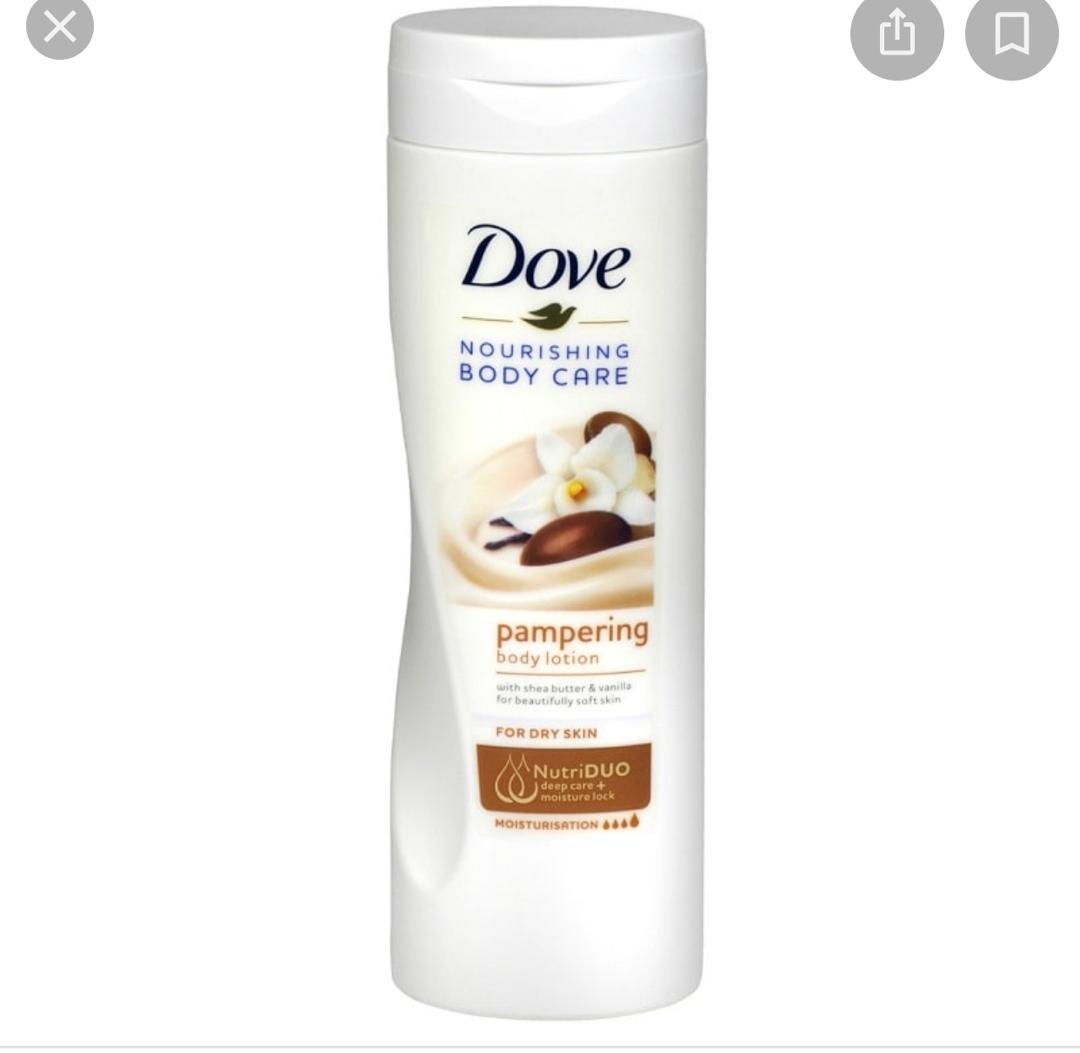 Dove
NOURISHING
BODY CARE
pampering
body lotion
with shea butter & vanilla
for beautifully soft skin
FOR DRY SKIN
NutriDUO
deep care +
moisture lock
MOISTURISATION